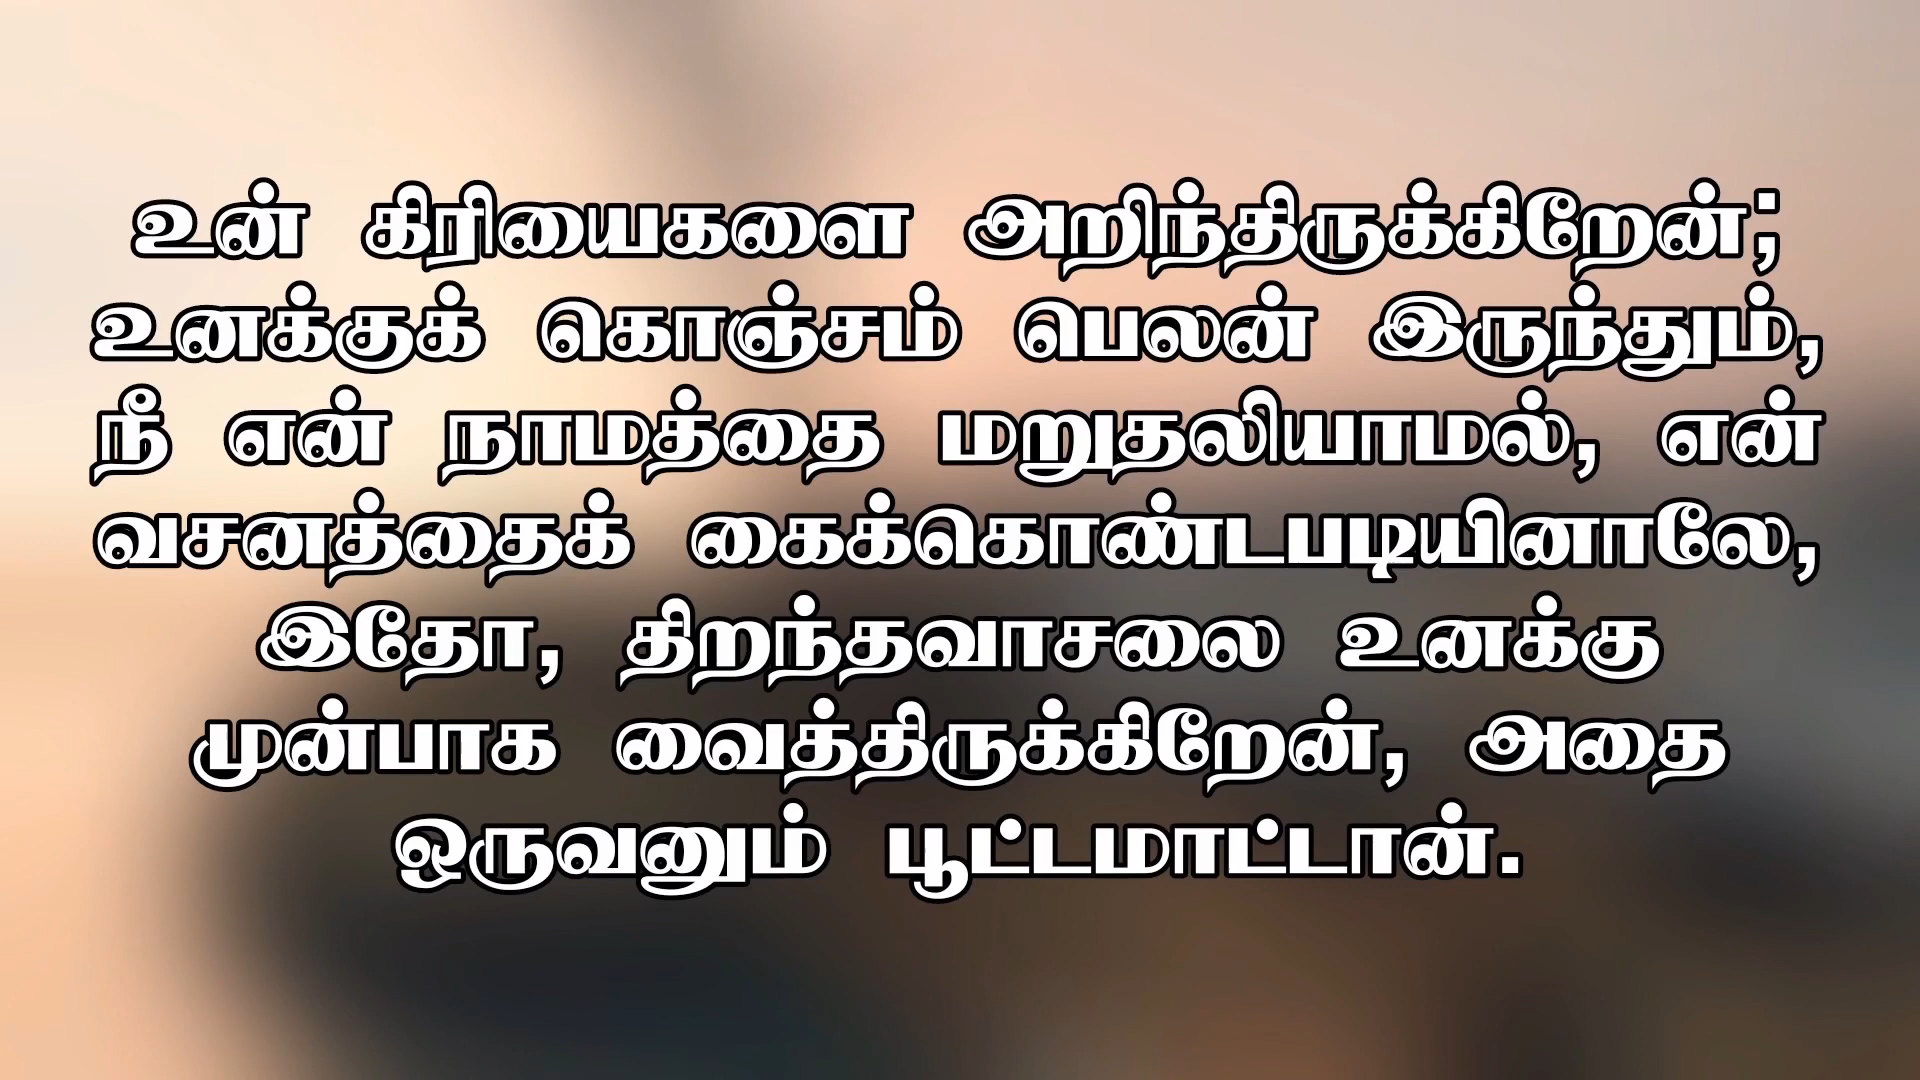 உன் கிரியைகளை அறிந்திருக்கிறேன்;
உனக்குக் கொஞ்சம் பெலன் இருந்தும்,
நீ என் நாமத்தை மறுதலியாமல், என்
வசனத்தைக் கைக்கொண்டபடியினாலே,
இதோ, திறந்தவாசலை உனக்கு
முன்பாக வைத்திருக்கிறேன், அதை
ஒருவனும் பூட்டமாட்டான்.